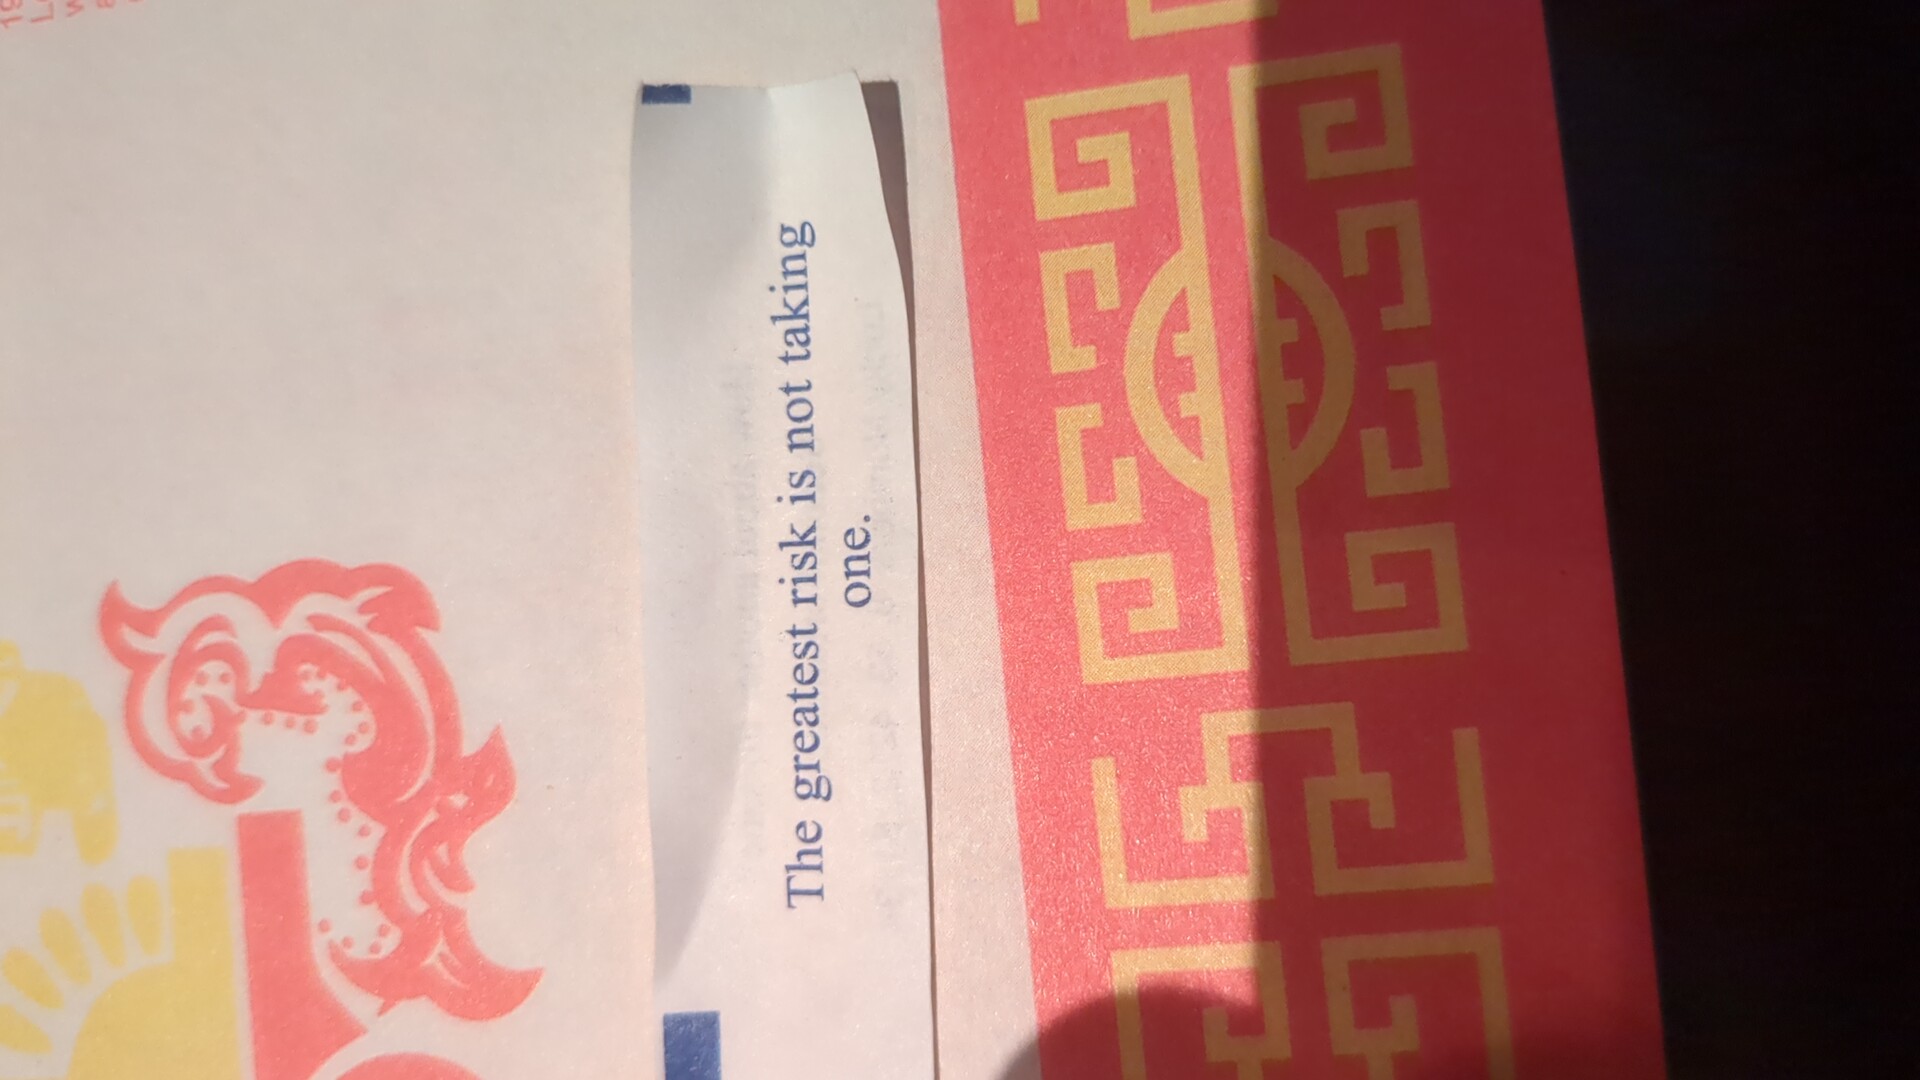 The greatest risk is not taking
one.